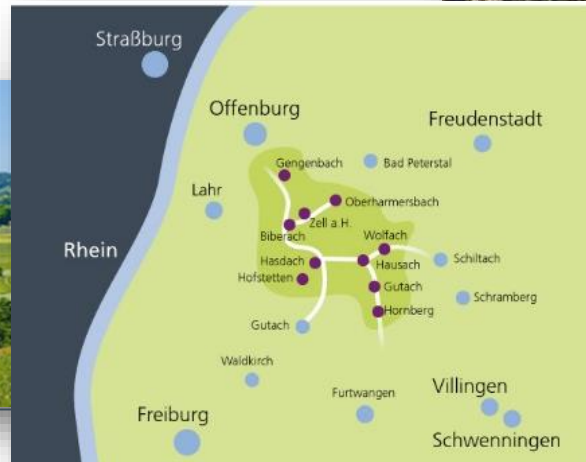 Straßburg
Offenburg
Freudenstadt
Gengenbach
Bad Peterstal
Lahr
Oberharmersbach
Zell a H.
Biberach
Wolfach
Rhein
Hasdach
Hausach
Schiltach
Hofstetten
Gutach
Schramberg
Hornberg
Gutach
Waldkirch
Furtwangen
Villingen
Freiburg
Schwenningen